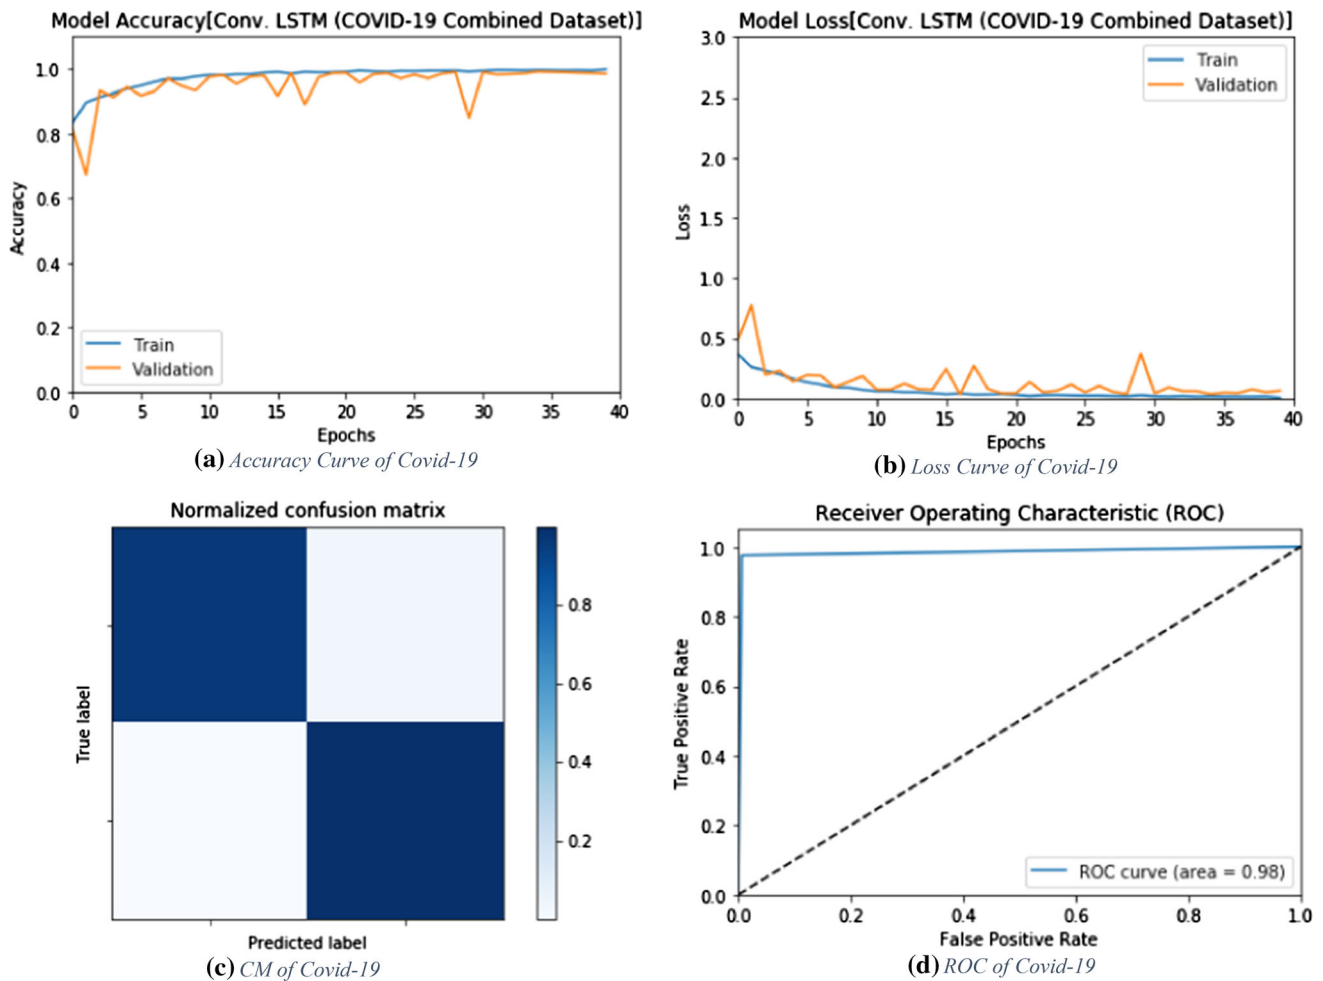 Model Accuracy[Conv. LSTM (COVID-19 Combined Dataset)]
1.0
0.8
0.6
0.4
0.2
0.0
Accuracy
Train
Validation
0 5 10 15 20 25 30 35 40
Epochs
(a) Accuracy Curve of Covid-19
Model Loss[Conv. LSTM (COVID-19 Combined Dataset)]
3.0
2.5
2.0
1.5
1.0
0.5
0.0
Loss
Train
Validation
0 5 10 15 20 25 30 35 40
Epochs
(b) Loss Curve of Covid-19
Normalized confusion matrix
True label
Predicted label
0.8
0.6
0.4
0.2
(c) CM of Covid-19
Receiver Operating Characteristic (ROC)
1.0
0.8
0.6
0.4
0.2
0.0
True Positive Rate
ROC curve (area = 0.98)
0.0 0.2 0.4 0.6 0.8 1.0
False Positive Rate
(d) ROC of Covid-19